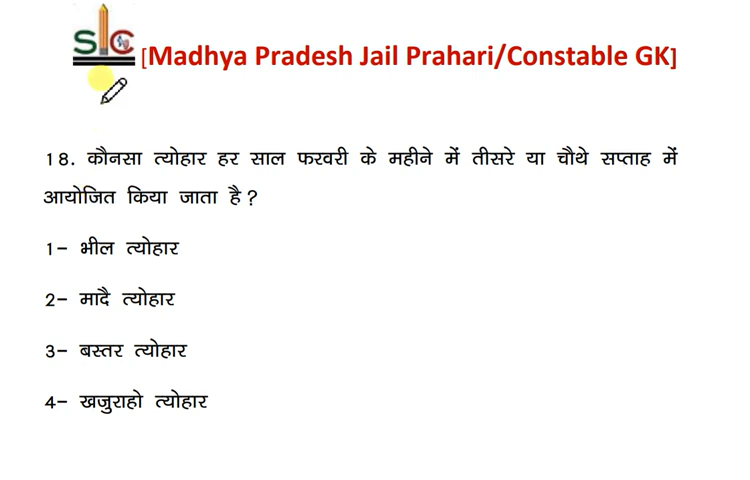 SIC
[Madhya Pradesh Jail Prahari/Constable GK]
18. कौनसा त्योहार हर साल फरवरी के महीने में तीसरे या चौथे सप्ताह में
आयोजित किया जाता है ?
1- भील त्योहार
2- मादै त्योहार
3- बस्तर त्योहार
4- खजुराहो त्योहार